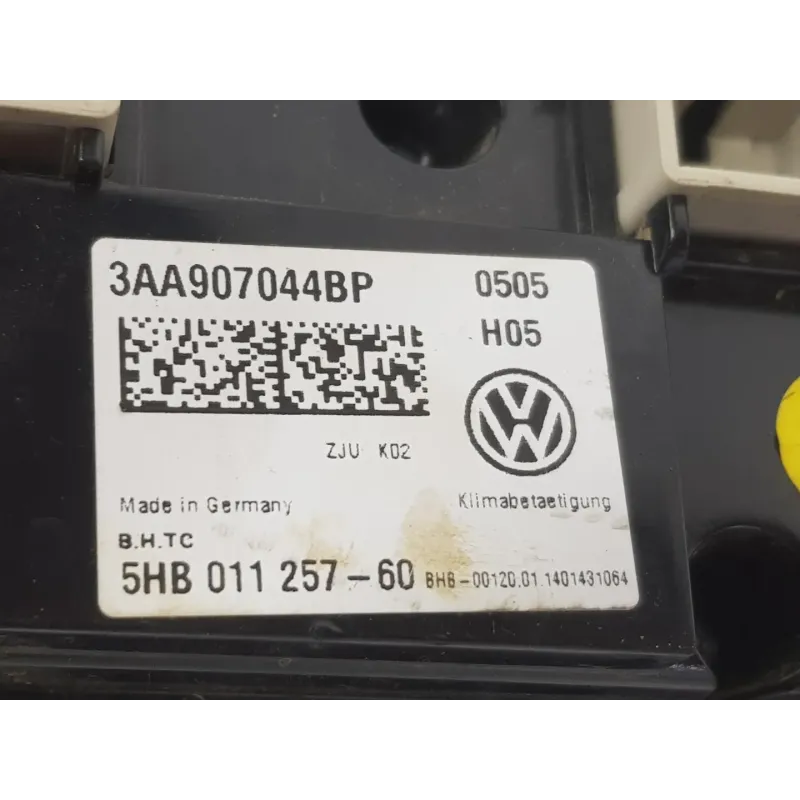 3AA907044BP 0505
H05
ZJU K02
Made in Germany Klimabetaetigung
B.H.TC
5HB 011 257-60 BHB-00120.01.1401431064